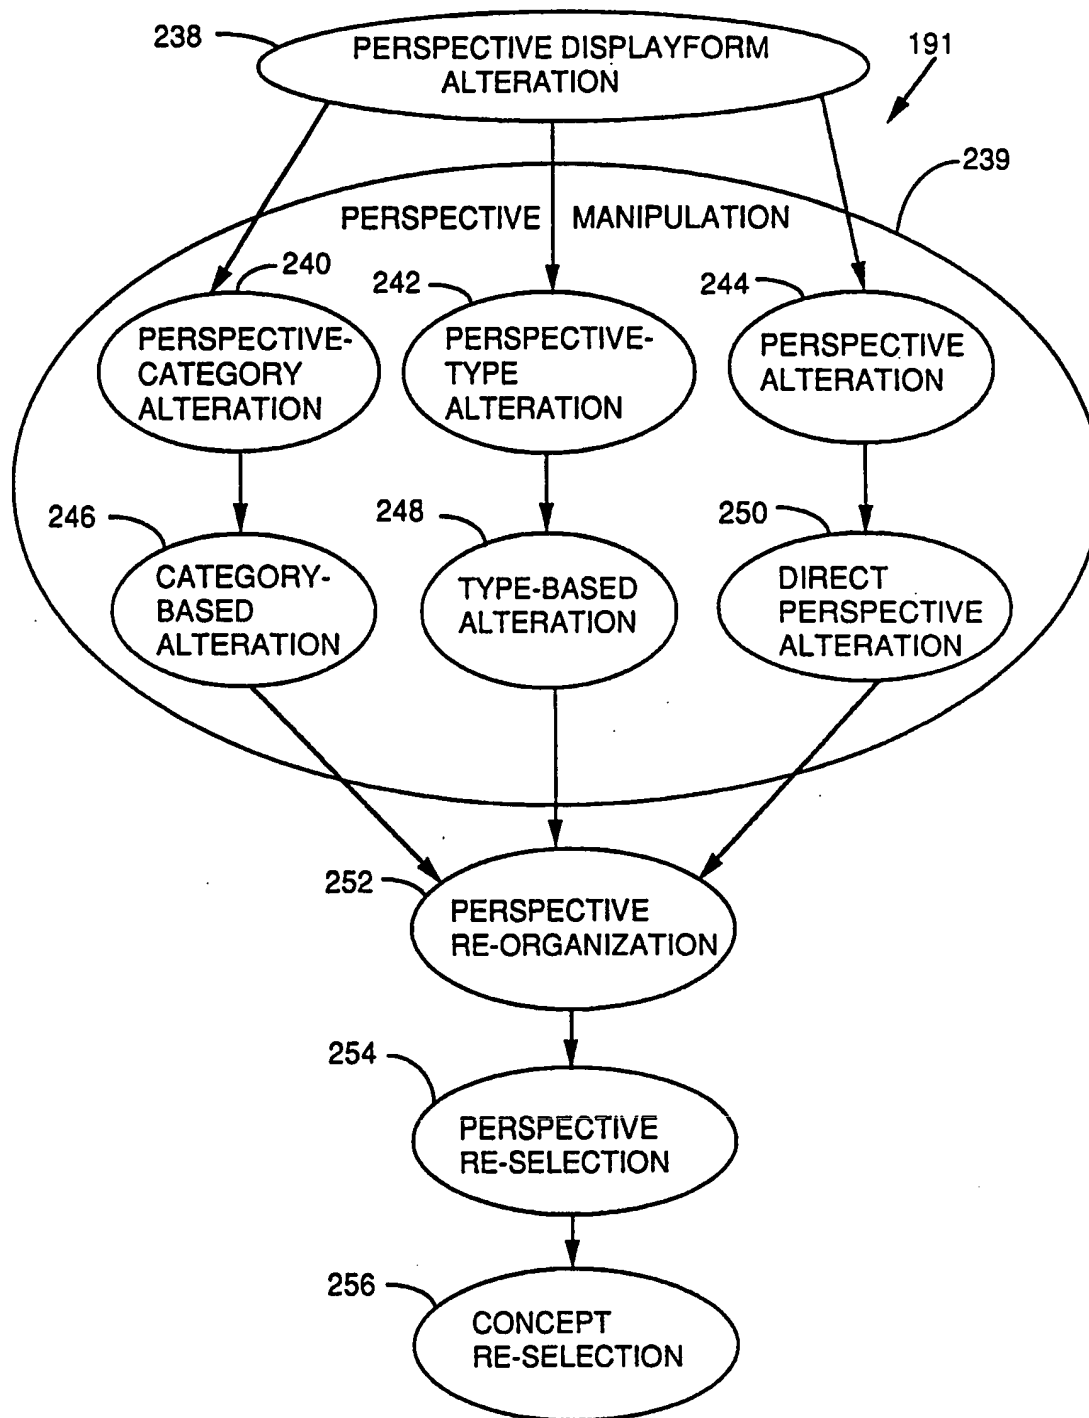 238
PERSPECTIVE DISPLAYFORM
ALTERATION
191
239
PERSPECTIVE MANIPULATION
240
PERSPECTIVE-
CATEGORY
ALTERATION
242
PERSPECTIVE-
TYPE
ALTERATION
244
PERSPECTIVE
ALTERATION
246
CATEGORY-
BASED
ALTERATION
248
TYPE-BASED
ALTERATION
250
DIRECT
PERSPECTIVE
ALTERATION
252
PERSPECTIVE
RE-ORGANIZATION
254
PERSPECTIVE
RE-SELECTION
256
CONCEPT
RE-SELECTION